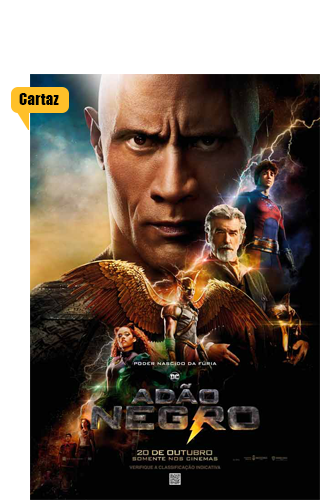 Cartaz
PODER NASCIDO DA FÚRIA
DC
ADÃO
NEGRO
20 DE OUTUBRO
SOMENTE NOS CINEMAS
VERIFIQUE A CLASSIFICAÇÃO INDICATIVA